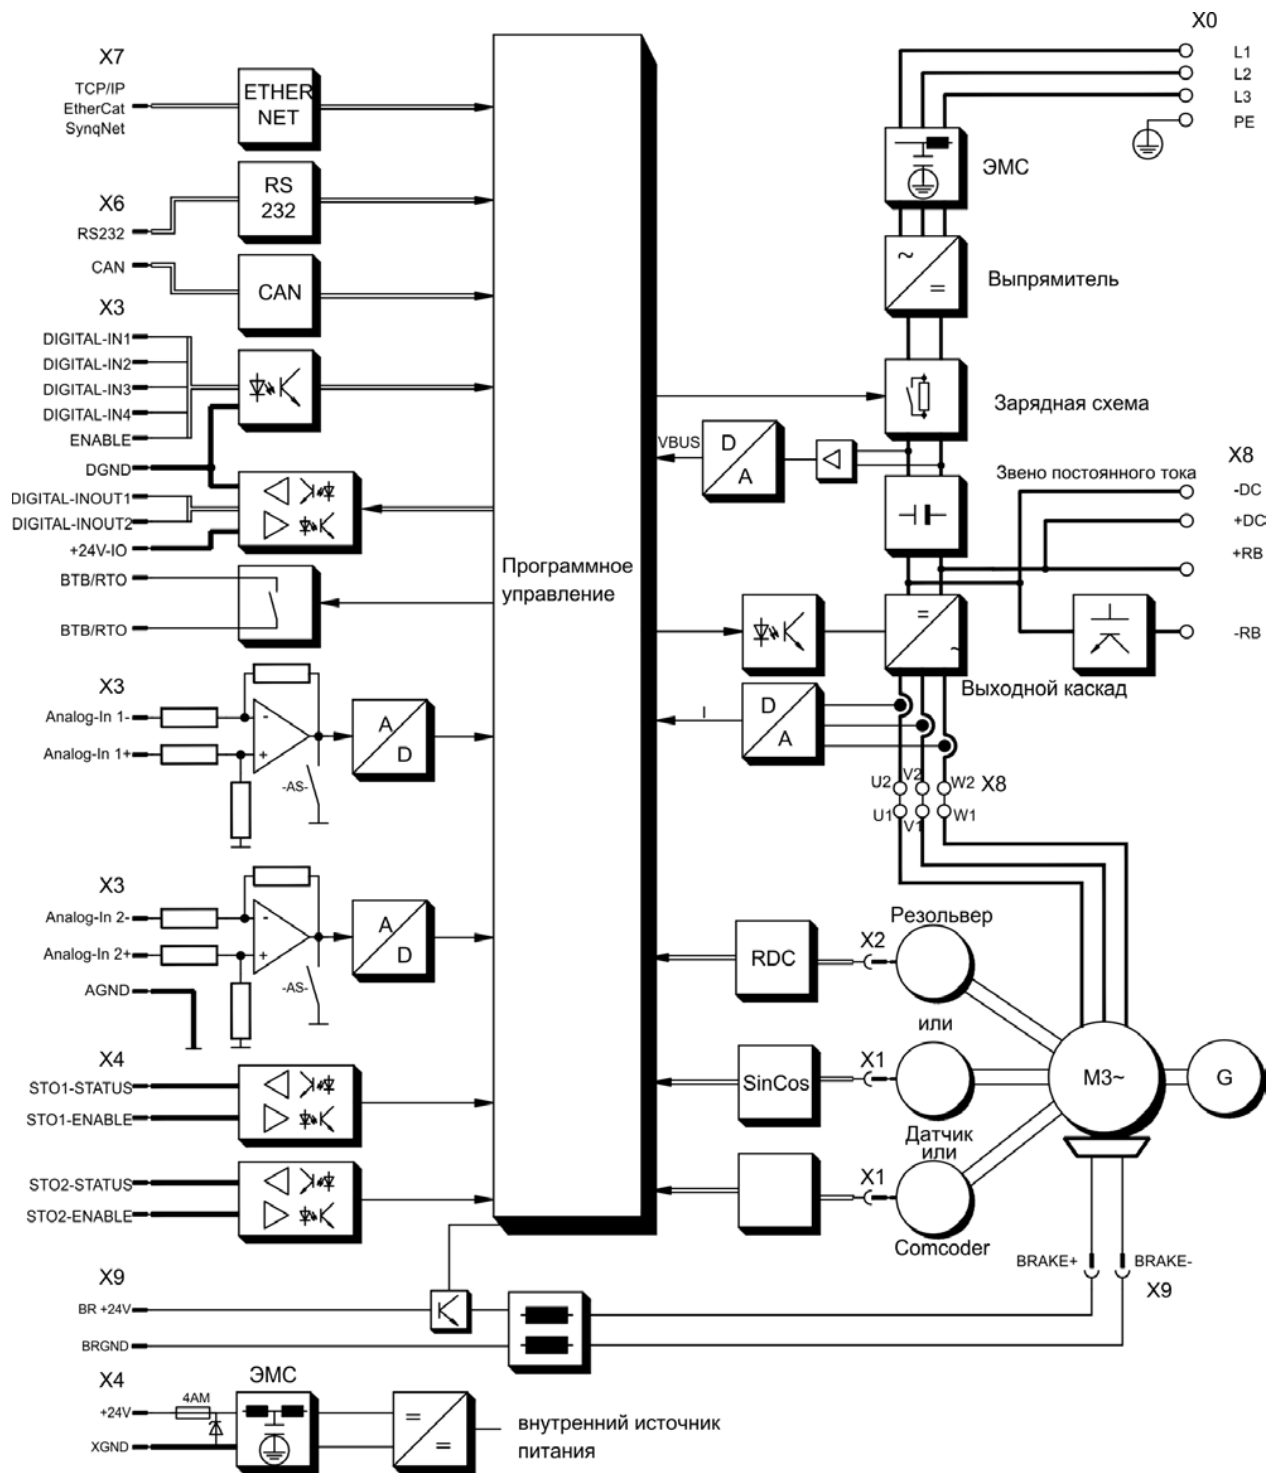 X7
TCP/IP
EtherCat
SynqNet
ETHER
NET
X6
RS232
RS
232
CAN
CAN
X3
DIGITAL-IN1
DIGITAL-IN2
DIGITAL-IN3
DIGITAL-IN4
ENABLE
DGND
DIGITAL-INOUT1
DIGITAL-INOUT2
+24V-IO
BTB/RTO
BTB/RTO
X3
Analog-In 1-
Analog-In 1+
-
+
-AS-
A
D
X3
Analog-In 2-
Analog-In 2+
AGND
-
+
-AS-
A
D
X4
STO1-STATUS
STO1-ENABLE
STO2-STATUS
STO2-ENABLE
X9
BR +24V
BRGND
X4
+24V
XGND
4AM
ЭМС
=
=
внутренний источник
питания
Программное
управление
X0
L1
L2
L3
PE
ЭМС
~
=
Выпрямитель
Зарядная схема
VBUS
D
A
Звено постоянного тока
X8
-DC
+DC
+RB
-RB
=
~
Выходной каскад
I
D
A
U2
V2
W2
X8
U1
V1
W1
Резольвер
RDC
X2
или
SinCos
X1
Датчик
или
X1
Comcoder
M3~
G
BRAKE+
BRAKE-
X9